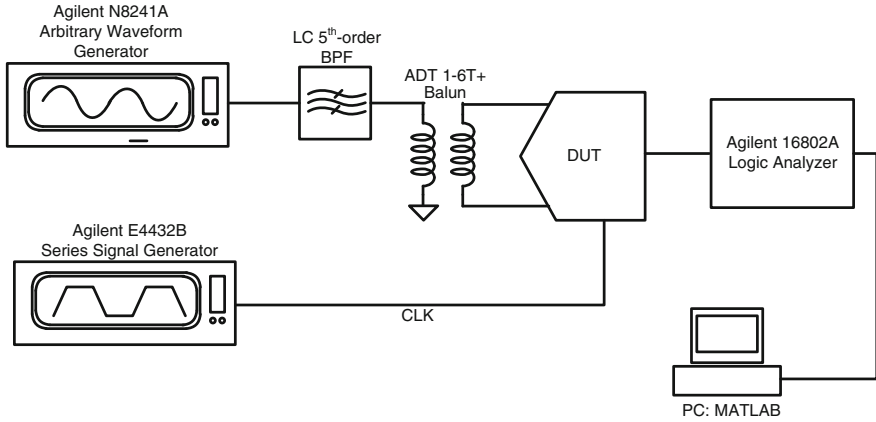 Agilent N8241A
Arbitrary Waveform
Generator
LC 5th-order
BPF
ADT 1-6T+
Balun
DUT
Agilent 16802A
Logic Analyzer
Agilent E4432B
Series Signal Generator
CLK
PC: MATLAB